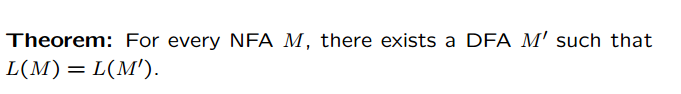 Theorem: For every NFA M, there exists a DFA M′ such that
L(M) = L(M′).